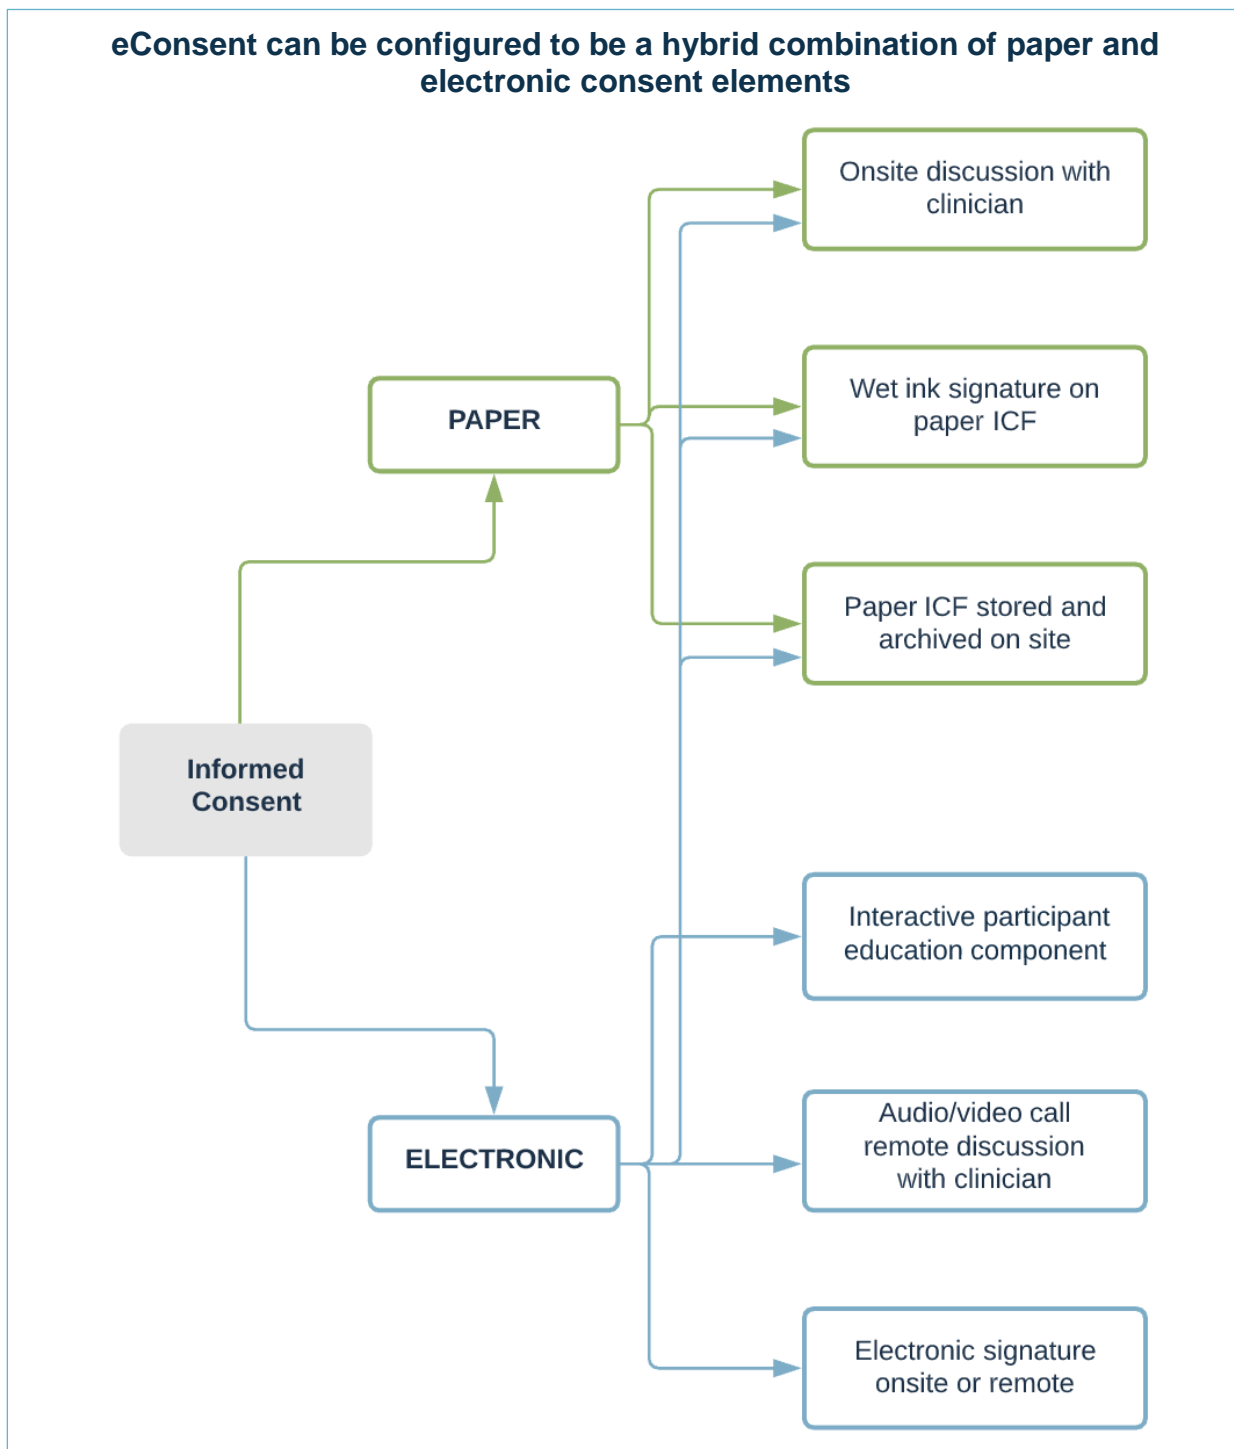 eConsent can be configured to be a hybrid combination of paper and
electronic consent elements
Onsite discussion with
clinician
Wet ink signature on
paper ICF
PAPER
Paper ICF stored and
archived on site
Informed
Consent
Interactive participant
education component
Audio/video call
remote discussion
with clinician
ELECTRONIC
Electronic signature
onsite or remote